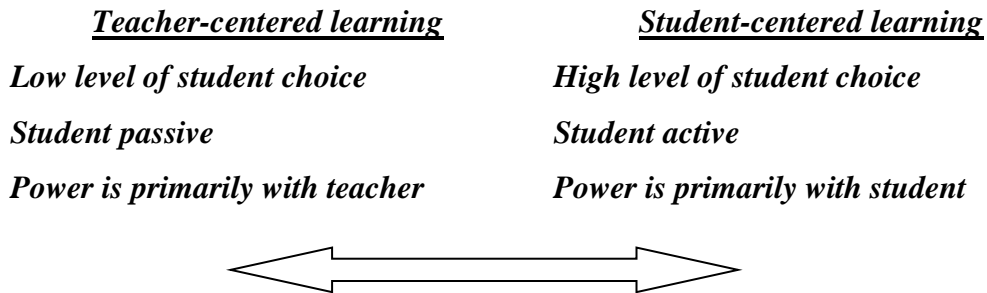 Teacher-centered learning Student-centered learning
Low level of student choice High level of student choice
Student passive Student active
Power is primarily with teacher Power is primarily with student